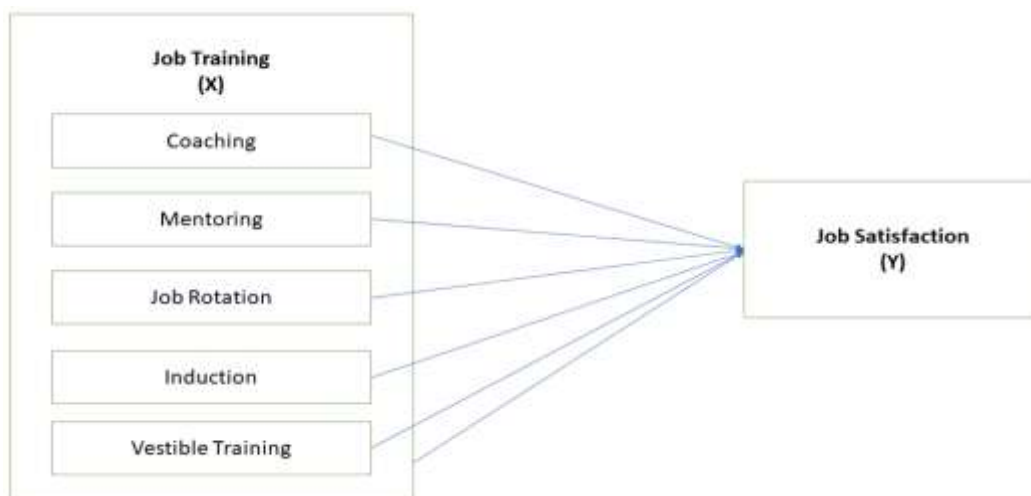 Job Training
(X)
Coaching
Mentoring
Job Rotation
Induction
Vestible Training
Job Satisfaction
(Y)